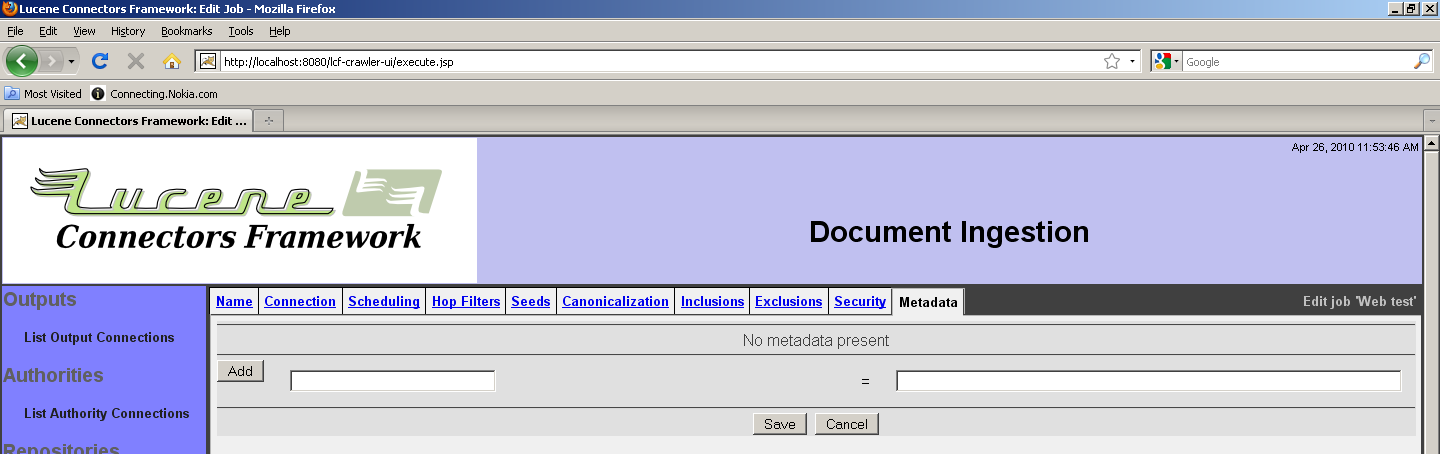 Lucene Connectors Framework: Edit Job - Mozilla Firefox
File Edit View History Bookmarks Tools Help
http://localhost:8080/lcf-crawler-ui/execute.jsp
Google
Most Visited Connecting.Nokia.com
Lucene Connectors Framework: Edit ...
Apr 26, 2010 11:53:46 AM
Lucene
Connectors Framework
Document Ingestion
Outputs
List Output Connections
Authorities
List Authority Connections
Repositories
Name Connection Scheduling Hop Filters Seeds Canonicalization Inclusions Exclusions Security Metadata Edit job 'Web test'
No metadata present
Add =
Save Cancel